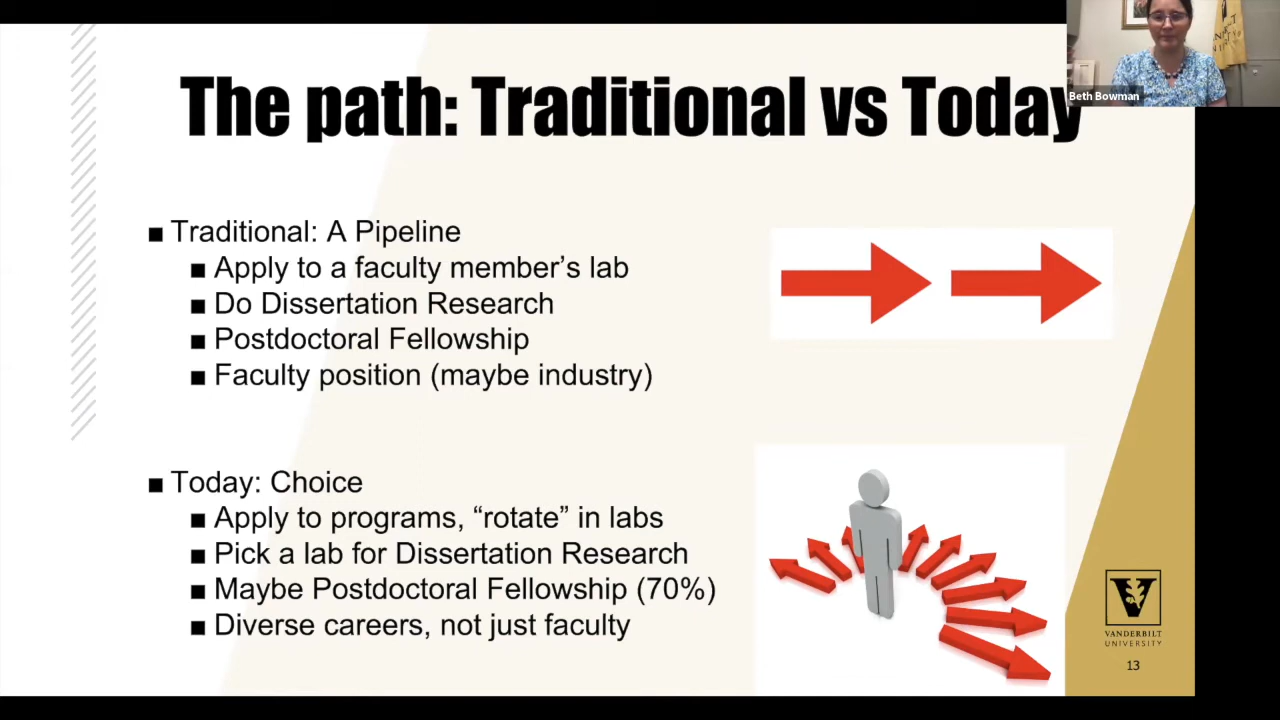 The path: Traditional vs Today
Beth Bowman
■ Traditional: A Pipeline
■ Apply to a faculty member’s lab
■ Do Dissertation Research
■ Postdoctoral Fellowship
■ Faculty position (maybe industry)
■ Today: Choice
■ Apply to programs, “rotate” in labs
■ Pick a lab for Dissertation Research
■ Maybe Postdoctoral Fellowship (70%)
■ Diverse careers, not just faculty
V
VANDERBILT
UNIVERSITY
13